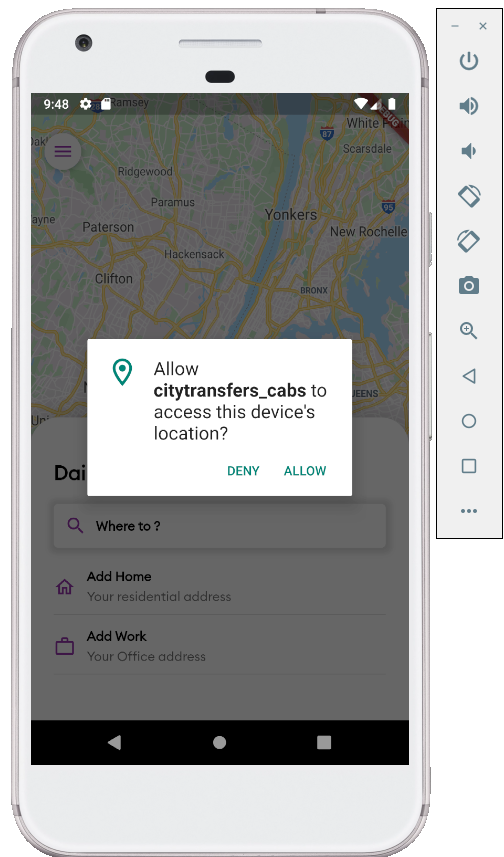 9:48
Ramsey
White
DEBUG
87
Scarsdale
Ridgewood
Paramus
95
Yonkers
Paterson
New Rochelle
Hackensack
Clifton
BRONX
Allow
citytransfers_cabs to
access this device's
location?
DENY
ALLOW
Where to ?
Add Home
Your residential address
Add Work
Your Office address